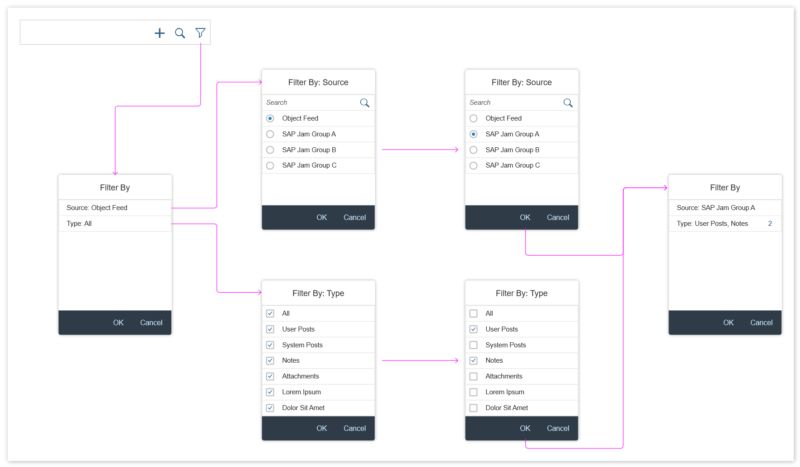 Filter By: Source
Search
Object Feed
SAP Jam Group A
SAP Jam Group B
SAP Jam Group C
OK Cancel
Filter By: Source
Search
Object Feed
SAP Jam Group A
SAP Jam Group B
SAP Jam Group C
OK Cancel
Filter By
Source: Object Feed
Type: All
OK Cancel
Filter By
Source: SAP Jam Group A
Type: User Posts, Notes 2
OK Cancel
Filter By: Type
All
User Posts
System Posts
Notes
Attachments
Lorem Ipsum
Dolor Sit Amet
OK Cancel
Filter By: Type
All
User Posts
System Posts
Notes
Attachments
Lorem Ipsum
Dolor Sit Amet
OK Cancel